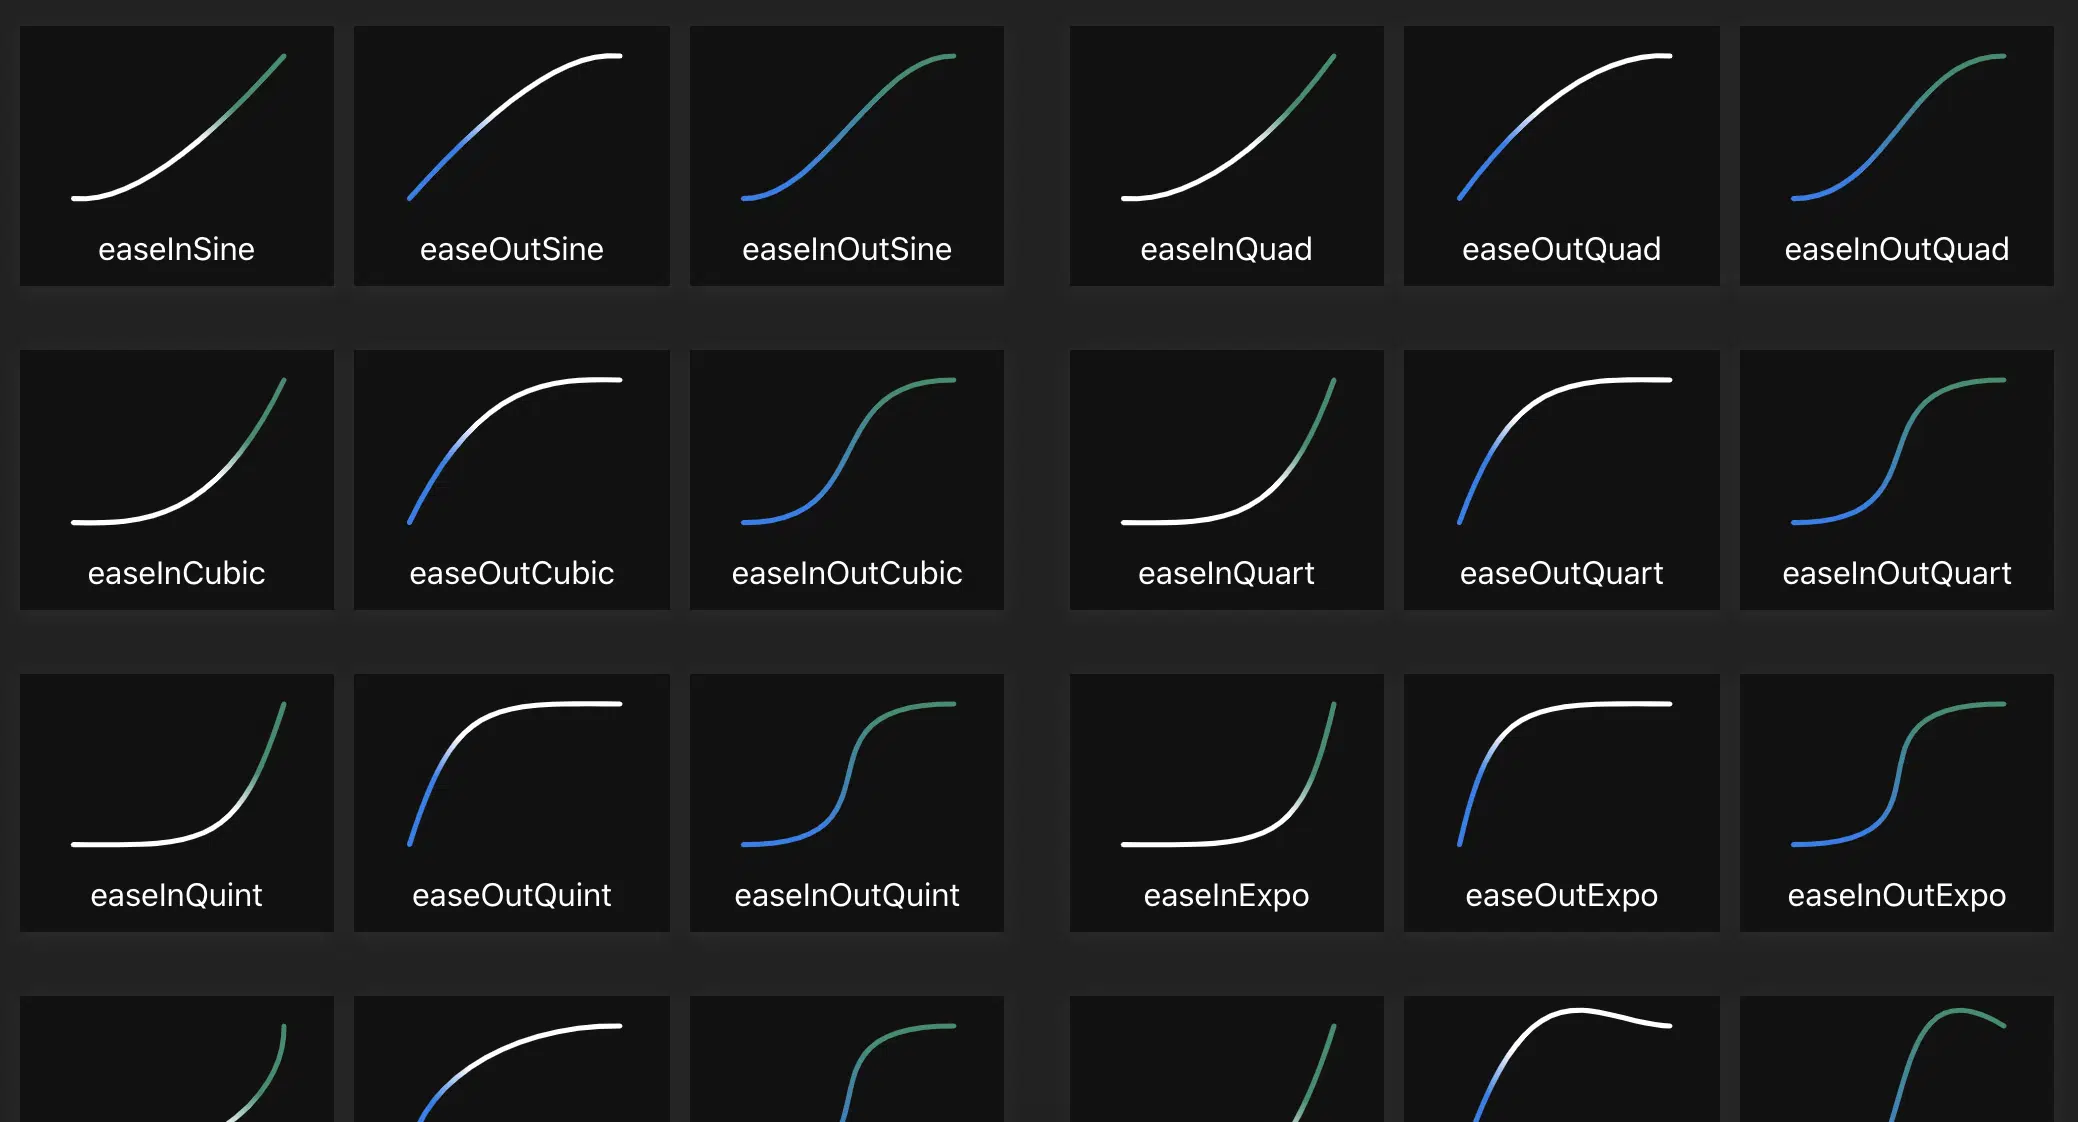 easeInSine
easeOutSine
easeInOutSine
easeInQuad
easeOutQuad
easeInOutQuad
easeInCubic
easeOutCubic
easeInOutCubic
easeInQuart
easeOutQuart
easeInOutQuart
easeInQuint
easeOutQuint
easeInOutQuint
easeInExpo
easeOutExpo
easeInOutExpo